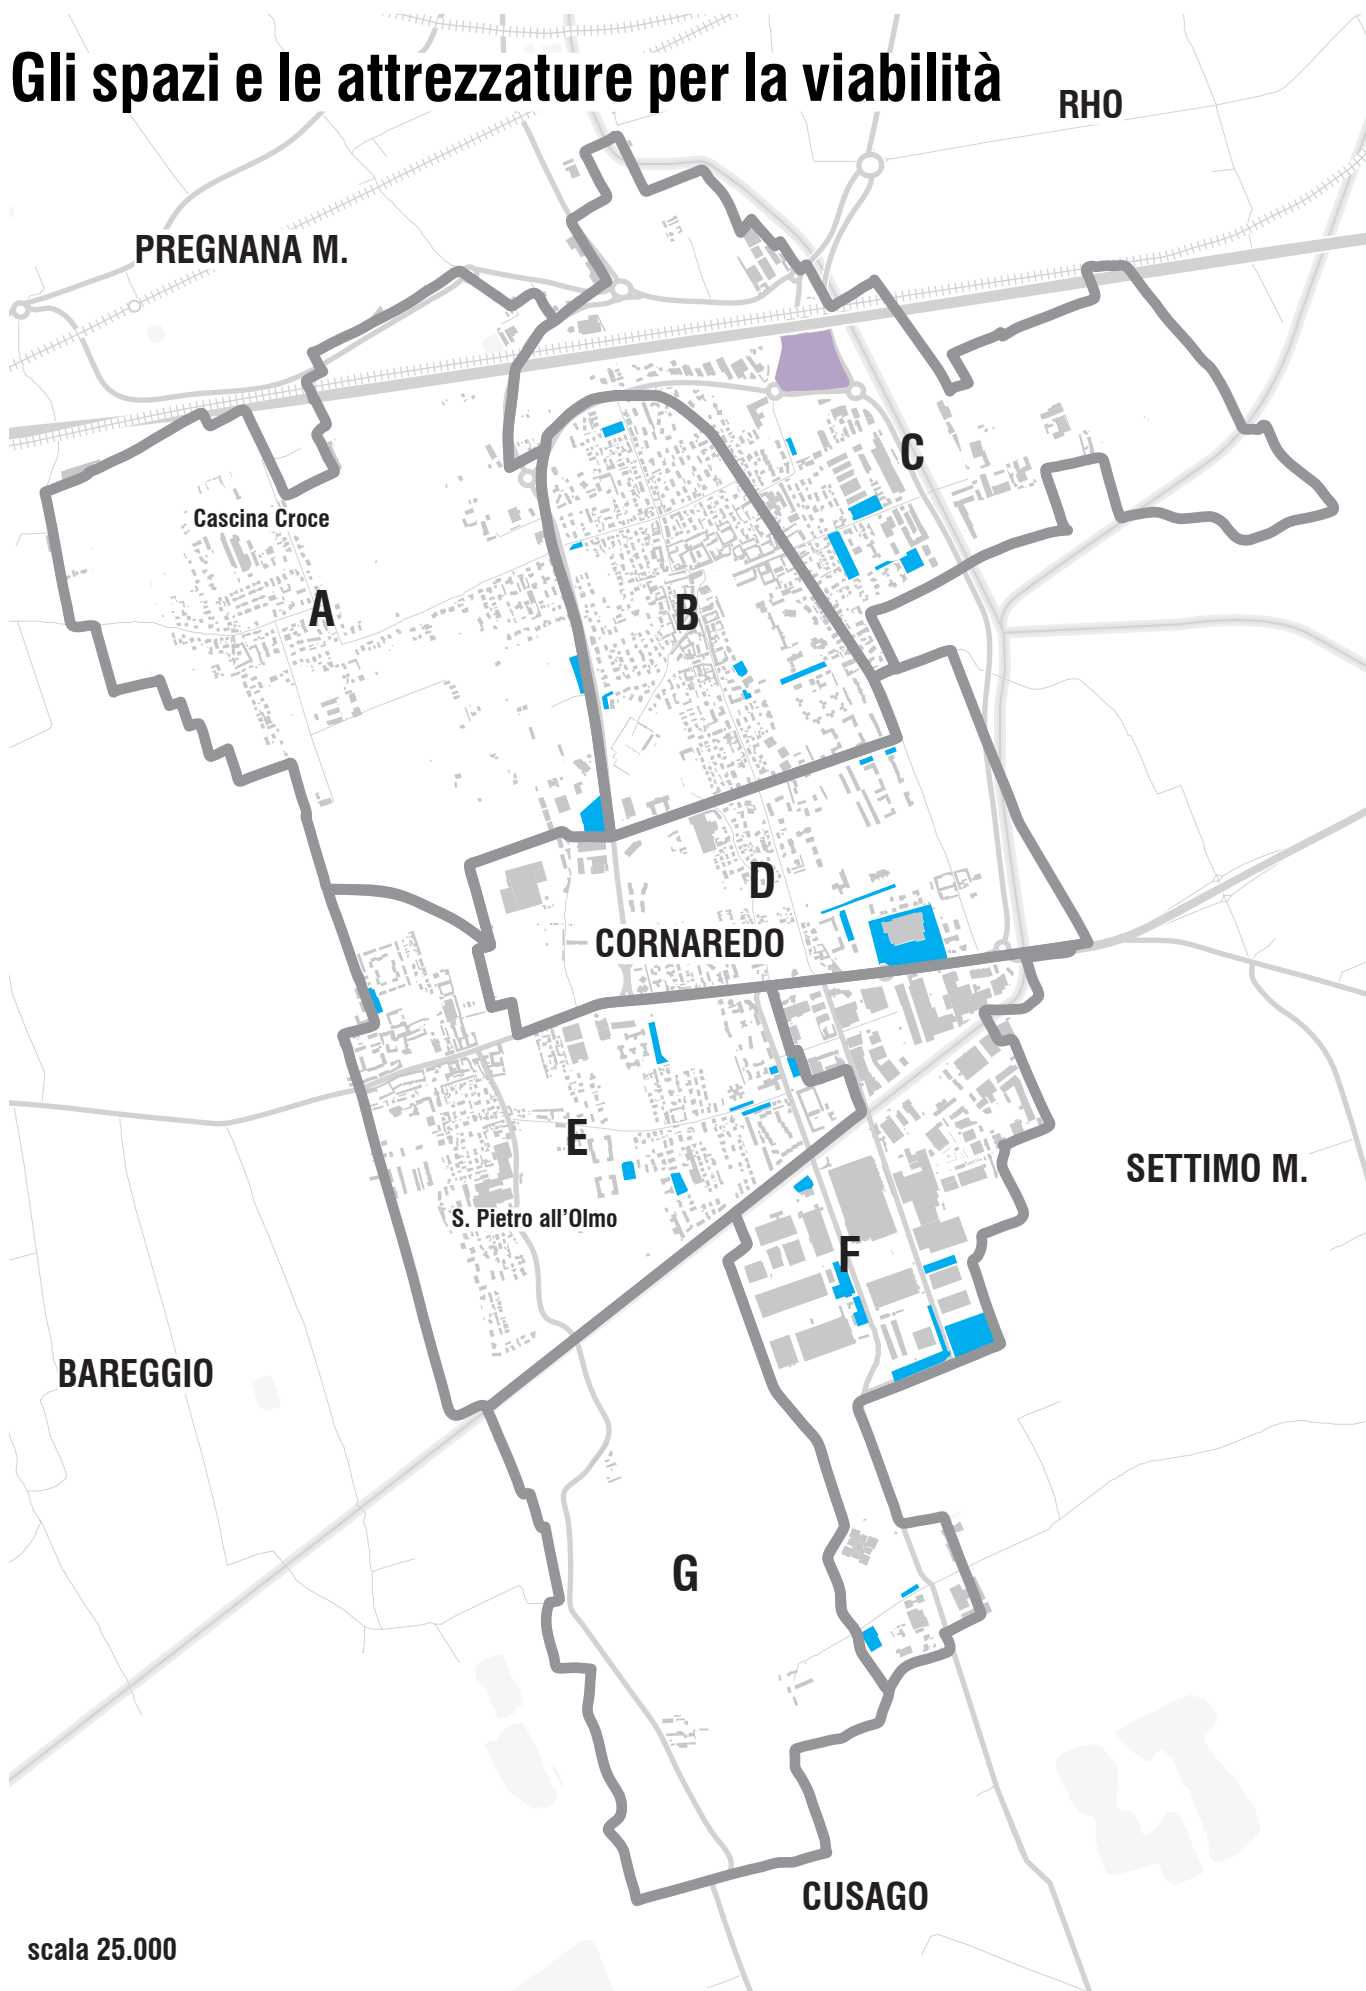 Gli spazi e le attrezzature per la viabilità
RHO
PREGNANA M.
C
Cascina Croce
A
B
D
CORNAREDO
E
SETTIMO M.
S. Pietro all'Olmo
F
BAREGGIO
G
CUSAGO
scala 25.000